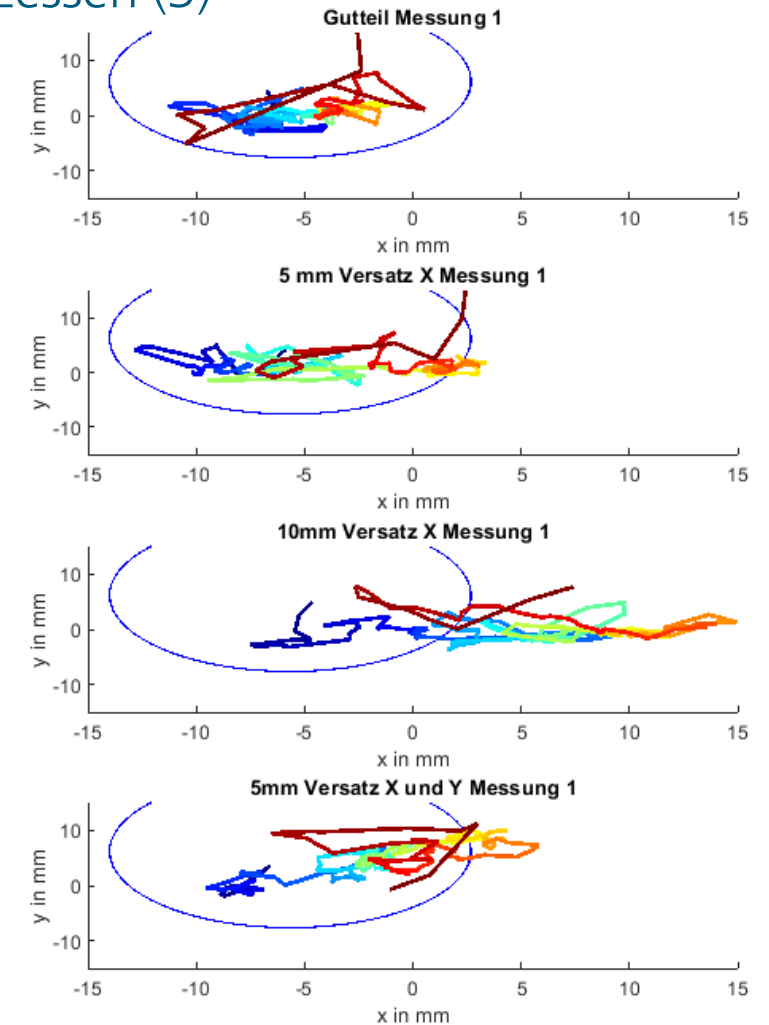 zessen (3)
Gutteil Messung 1
10
0
-10
y in mm
-15 -10 -5 0 5 10 15
x in mm
5 mm Versatz X Messung 1
10
0
-10
y in mm
-15 -10 -5 0 5 10 15
x in mm
10mm Versatz X Messung 1
10
0
-10
y in mm
-15 -10 -5 0 5 10 15
x in mm
5mm Versatz X und Y Messung 1
10
0
-10
y in mm
-15 -10 -5 0 5 10 15
x in mm